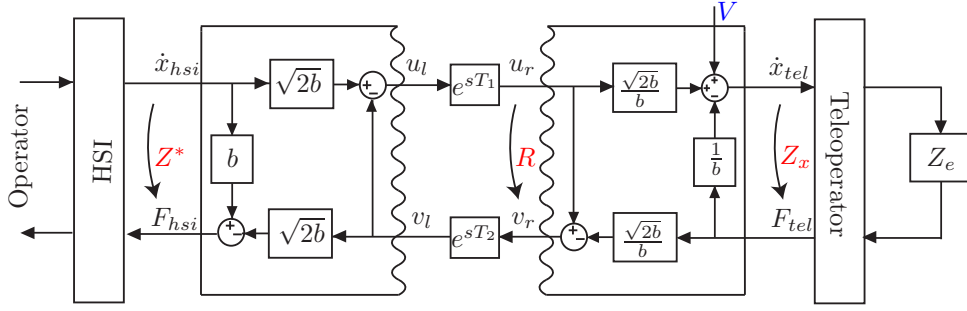 V
Operator
HSI
ẋ_hsi
√2b
+
−
u_l
e^{sT_1}
u_r
√2b/b
+
+
+
ẋ_tel
Teleoperator
Z*
b
R
1/b
Z_x
Z_e
F_hsi
+
−
√2b
v_l
e^{sT_2}
v_r
+
−
√2b/b
F_tel